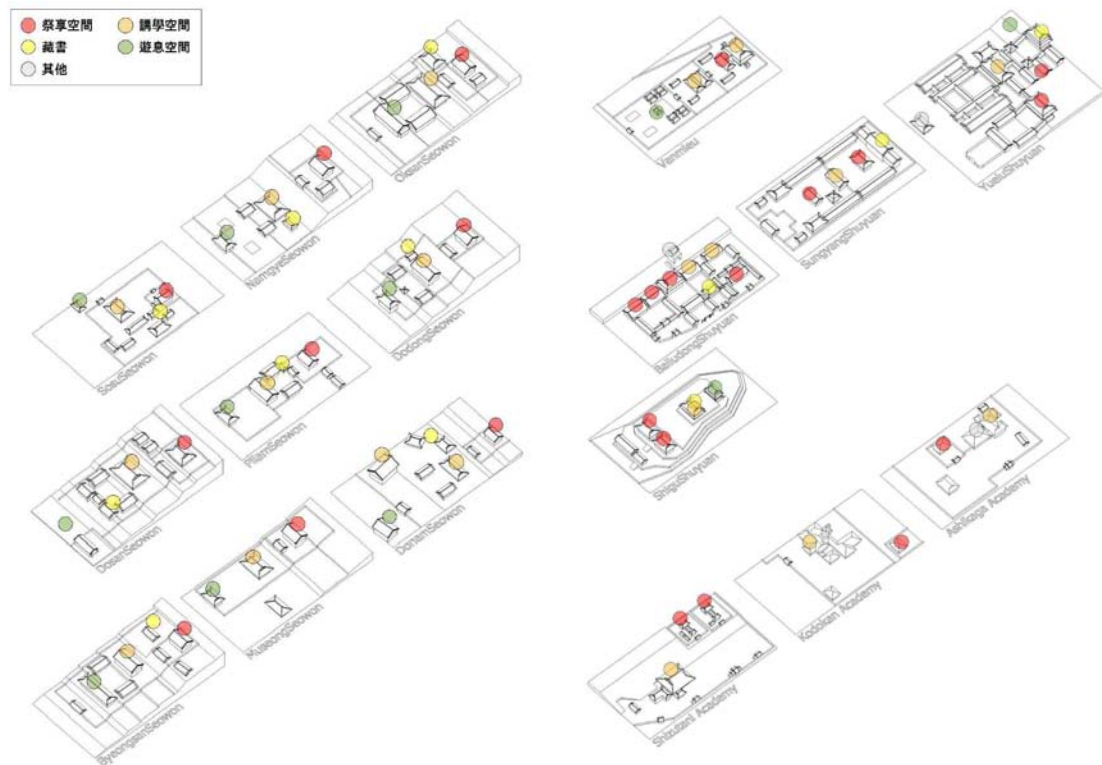 祭享空間
講學空間
藏書
遊息空間
其他
OksanSeowon
NamgyeSeowon
SosuSeowon
DodongSeowon
PilamSeowon
DosanSeowon
DonamSeowon
MuseongSeowon
ByeongsanSeowon
Vanmieu
YueluShuyuan
SungyangShuyuan
BailudongShuyuan
ShiguShuyuan
Ashikaga Academy
Kodokan Academy
Shizutani Academy